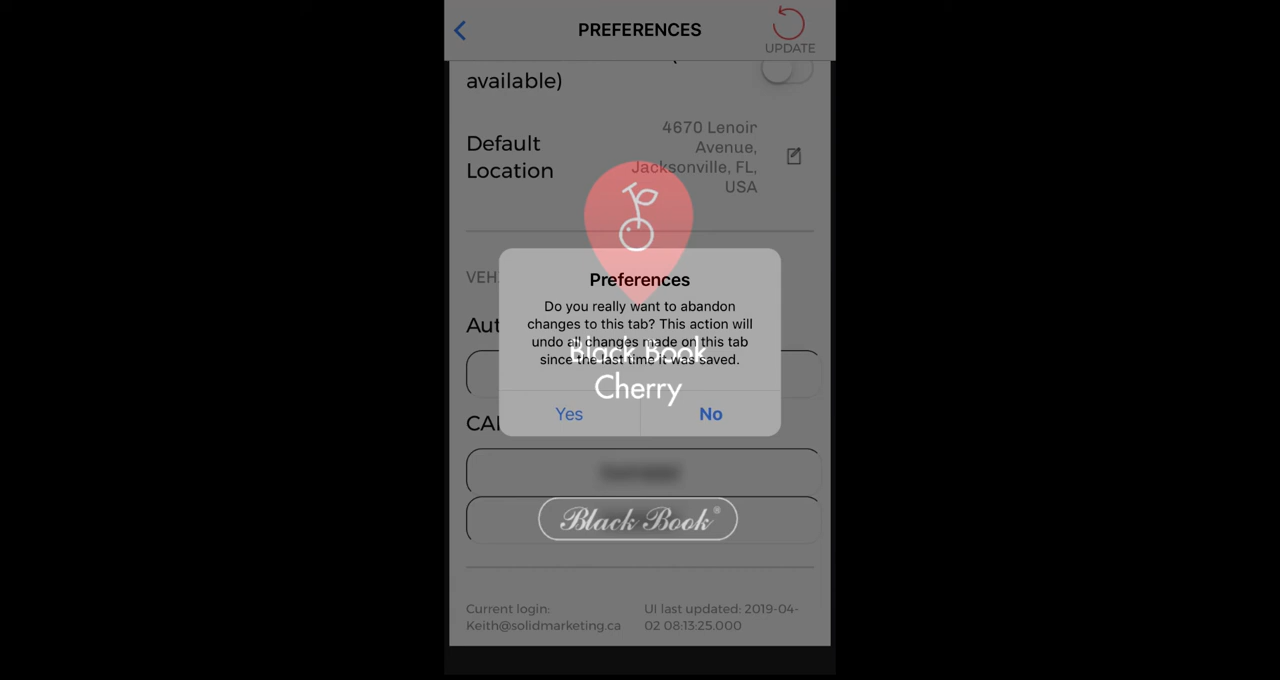 PREFERENCES
UPDATE
available)
Default
Location
4670 Lenoir
Avenue,
Jacksonville, FL,
USA
Preferences
Do you really want to abandon
changes to this tab? This action will
undo all changes made on this tab
since the last time it was saved.
Black Book
Cherry
Yes
No
Black Book®
Current login:
Keith@solidmarketing.ca
UI last updated: 2019-04-
02 08:13:25.000